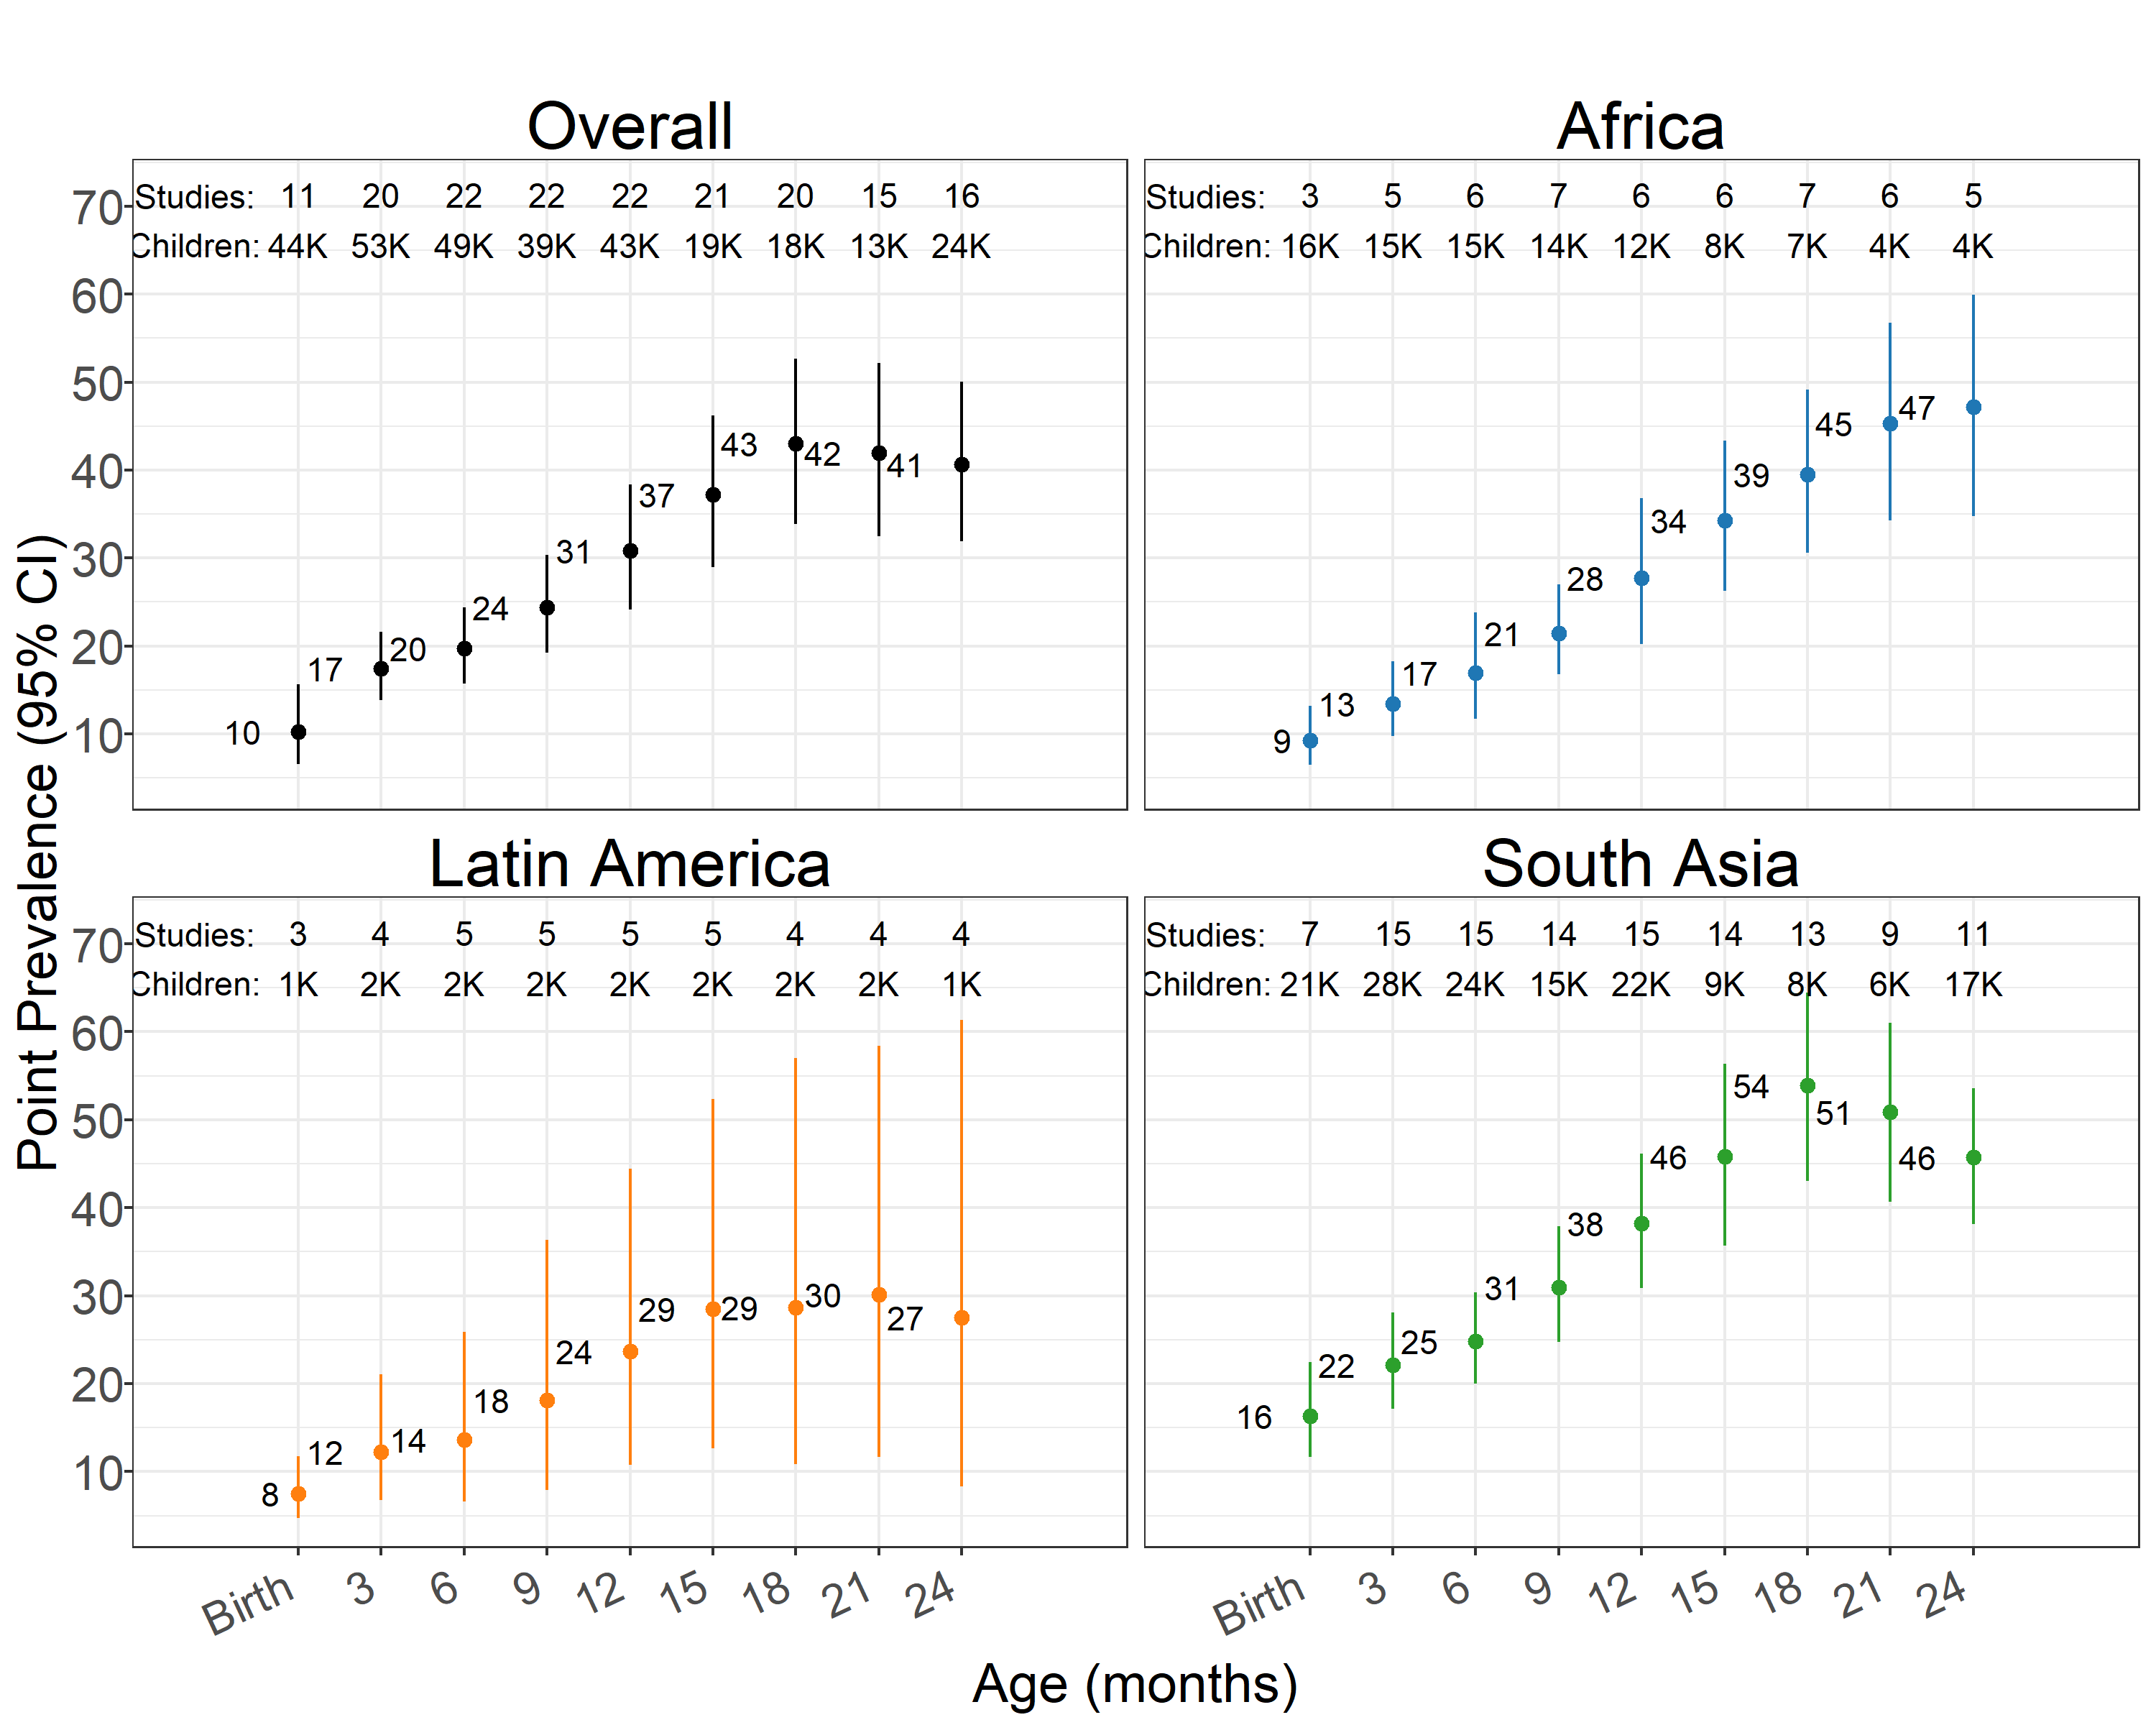 Overall
Studies: 11 20 22 22 22 21 20 15 16
Children: 44K 53K 49K 39K 43K 19K 18K 13K 24K
70
60
50
40
30
20
10
10 17 20 24 31 37 43 42 41
Africa
Studies: 3 5 6 7 6 6 7 6 5
Children: 16K 15K 15K 14K 12K 8K 7K 4K 4K
9 13 17 21 28 34 39 45 47
Latin America
Studies: 3 4 5 5 5 5 4 4 4
Children: 1K 2K 2K 2K 2K 2K 2K 2K 1K
70
60
50
40
30
20
10
8 12 14 18 24 29 29 30 27
Birth 3 6 9 12 15 18 21 24
South Asia
Studies: 7 15 15 14 15 14 13 9 11
Children: 21K 28K 24K 15K 22K 9K 8K 6K 17K
16 22 25 31 38 46 54 51 46
Birth 3 6 9 12 15 18 21 24
Point Prevalence (95% CI)
Age (months)